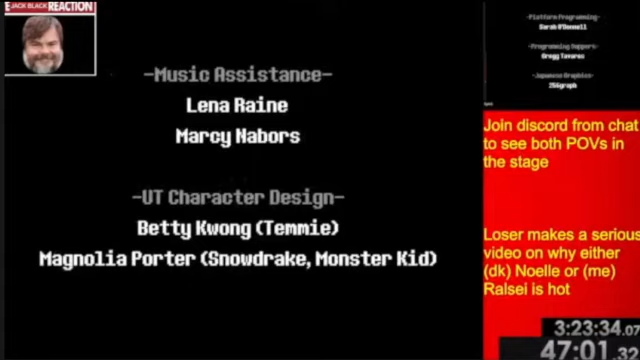 E JACK BLACK REACTION
-Music Assistance-
Lena Raine
Marcy Nabors
-UT Character Design-
Betty Kwong (Temmie)
Magnolia Porter (Snowdrake, Monster Kid)
-Platform Programming-
Sarah O'Donnell
-Programming Support-
Gregg Tavares
-Japanese Graphics-
256graph
Join discord from chat
to see both POVs in
the stage
Loser makes a serious
video on why either
(dk) Noelle or (me)
Ralsei is hot
3:23:34.07
47:01.32